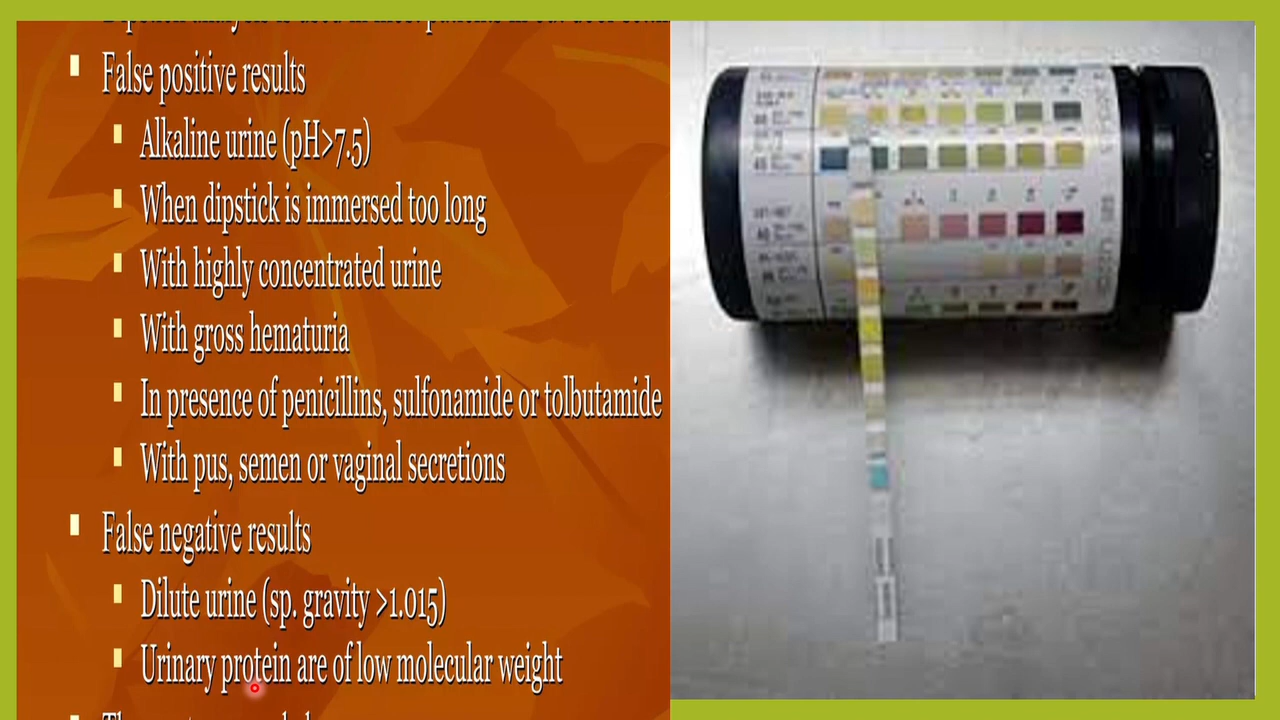 False positive results
Alkaline urine (pH>7.5)
When dipstick is immersed too long
With highly concentrated urine
With gross hematuria
In presence of penicillins, sulfonamide or tolbutamide
With pus, semen or vaginal secretions
False negative results
Dilute urine (sp. gravity >1.015)
Urinary protein are of low molecular weight